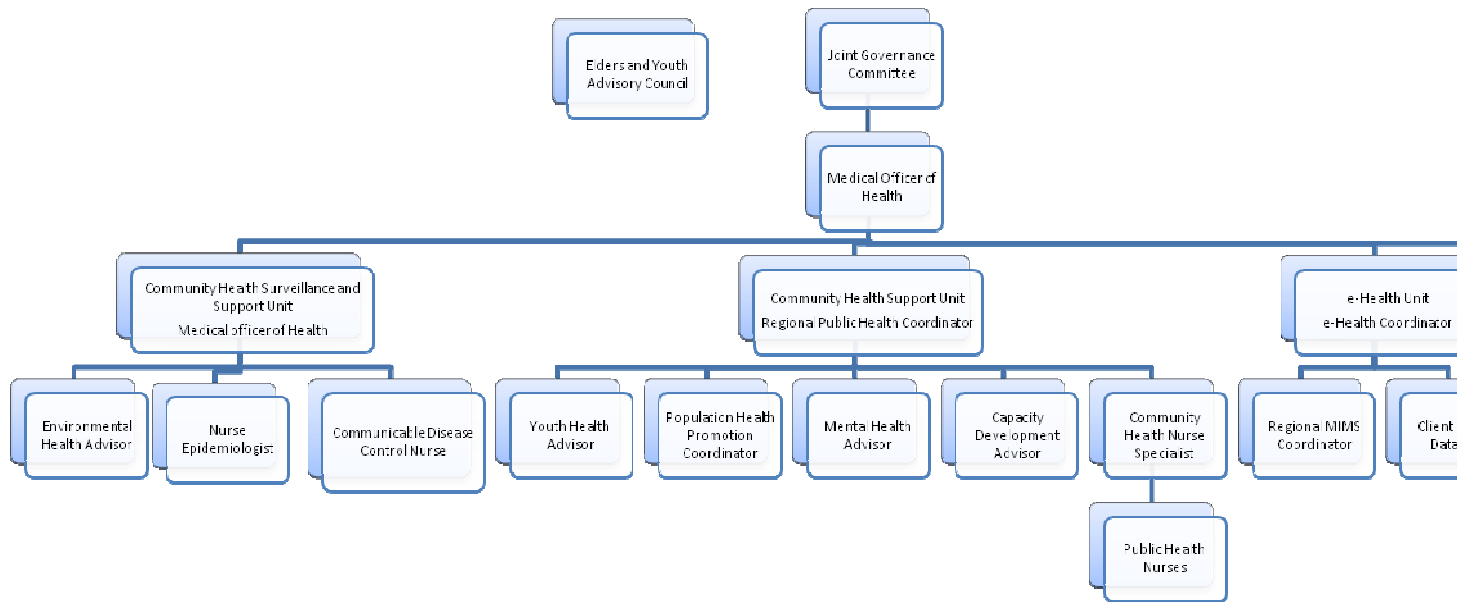 Elders and Youth
Advisory Council
Joint Governance
Committee
Medical Officer of
Health
Community Health Surveillance and
Support Unit
Medical officer of Health
Community Health Support Unit
Regional Public Health Coordinator
e-Health Unit
e-Health Coordinator
Environmental
Health Advisor
Nurse
Epidemiologist
Communicable Disease
Control Nurse
Youth Health
Advisor
Population Health
Promotion
Coordinator
Mental Health
Advisor
Capacity
Development
Advisor
Community
Health Nurse
Specialist
Regional MIMS
Coordinator
Client
Data
Public Health
Nurses